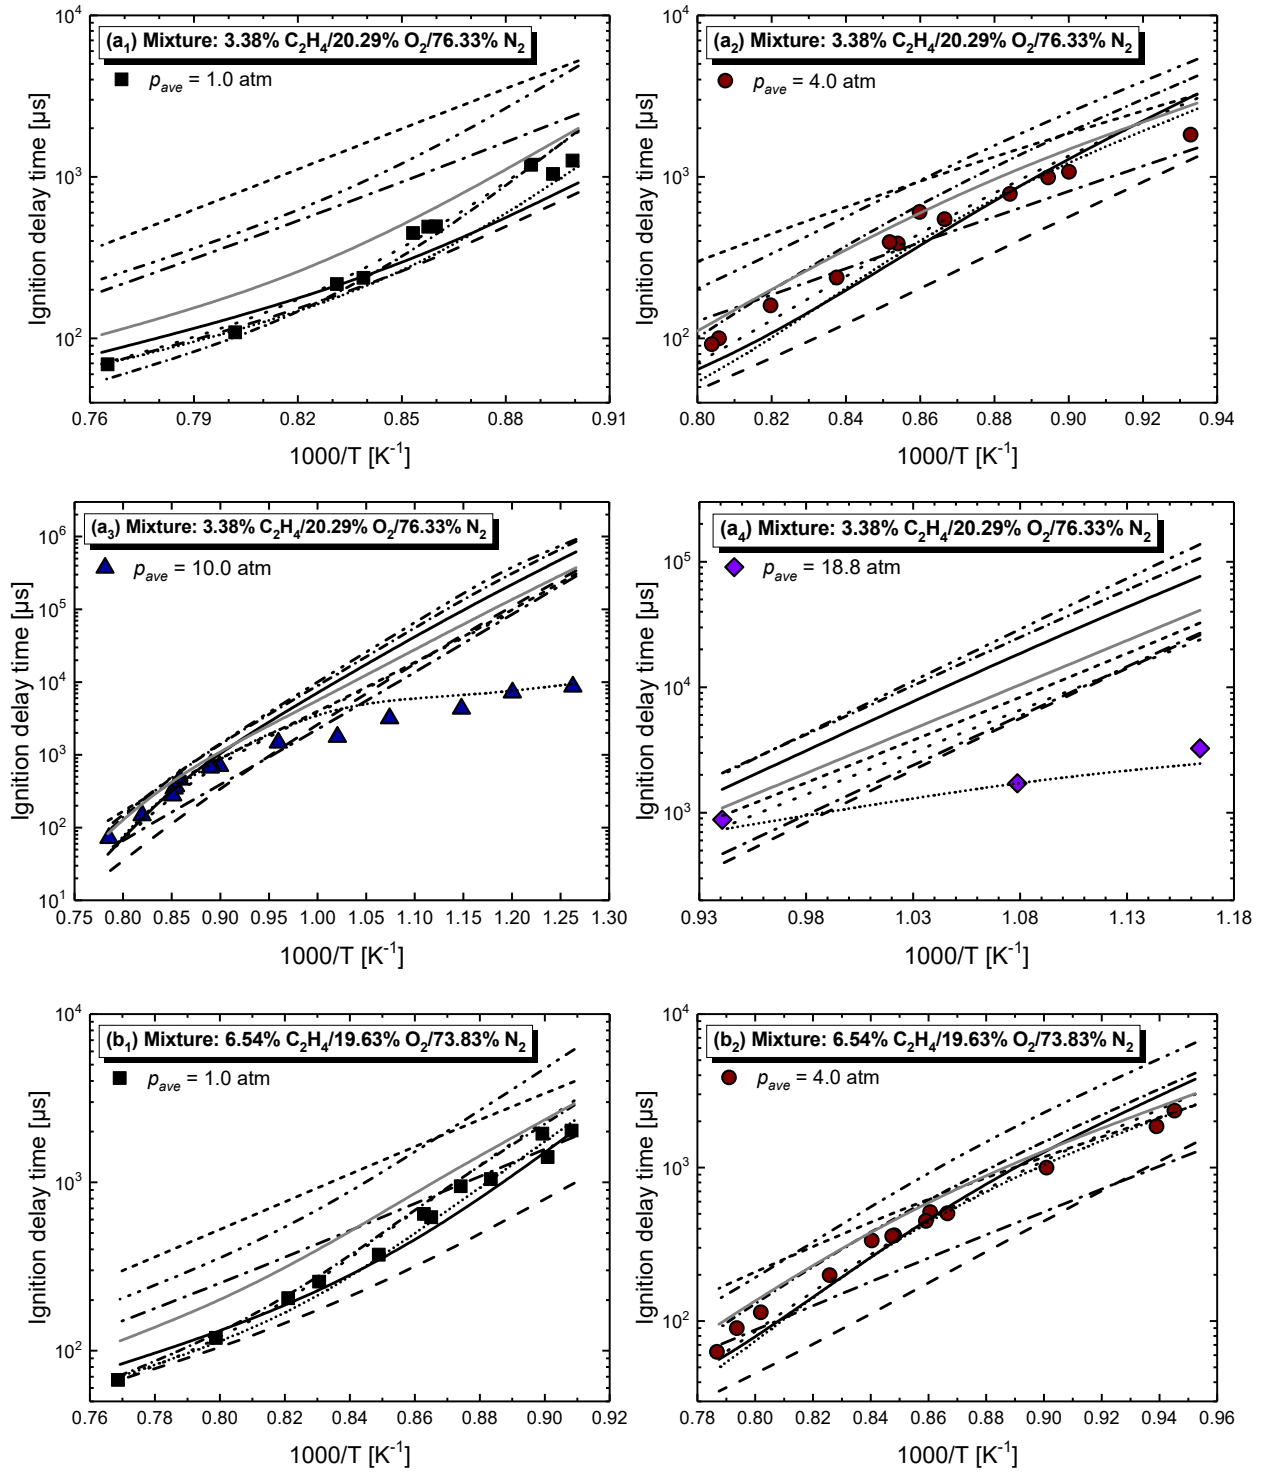 (a1) Mixture: 3.38% C2H4/20.29% O2/76.33% N2
p_ave = 1.0 atm
Ignition delay time [µs]
10^4
10^3
10^2
0.76 0.79 0.82 0.85 0.88 0.91
1000/T [K^-1]
(a2) Mixture: 3.38% C2H4/20.29% O2/76.33% N2
p_ave = 4.0 atm
Ignition delay time [µs]
10^4
10^3
10^2
0.80 0.82 0.84 0.86 0.88 0.90 0.92 0.94
1000/T [K^-1]
(a3) Mixture: 3.38% C2H4/20.29% O2/76.33% N2
p_ave = 10.0 atm
Ignition delay time [µs]
10^6
10^5
10^4
10^3
10^2
10^1
0.75 0.80 0.85 0.90 0.95 1.00 1.05 1.10 1.15 1.20 1.25 1.30
1000/T [K^-1]
(a4) Mixture: 3.38% C2H4/20.29% O2/76.33% N2
p_ave = 18.8 atm
Ignition delay time [µs]
10^5
10^4
10^3
0.93 0.98 1.03 1.08 1.13 1.18
1000/T [K^-1]
(b1) Mixture: 6.54% C2H4/19.63% O2/73.83% N2
p_ave = 1.0 atm
Ignition delay time [µs]
10^4
10^3
10^2
0.76 0.78 0.80 0.82 0.84 0.86 0.88 0.90 0.92
1000/T [K^-1]
(b2) Mixture: 6.54% C2H4/19.63% O2/73.83% N2
p_ave = 4.0 atm
Ignition delay time [µs]
10^4
10^3
10^2
0.78 0.80 0.82 0.84 0.86 0.88 0.90 0.92 0.94 0.96
1000/T [K^-1]